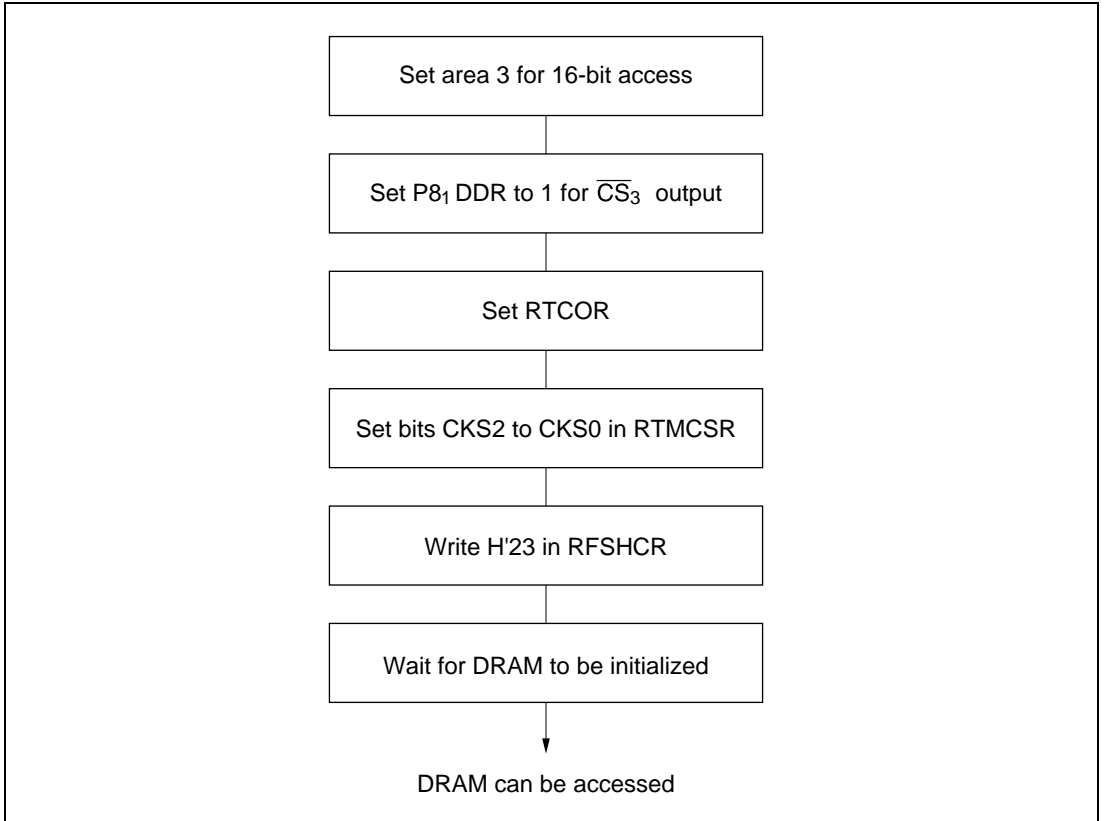 Set area 3 for 16-bit access
Set P8₁ DDR to 1 for C̅S̅₃ output
Set RTCOR
Set bits CKS2 to CKS0 in RTMCSR
Write H'23 in RFSHCR
Wait for DRAM to be initialized
DRAM can be accessed